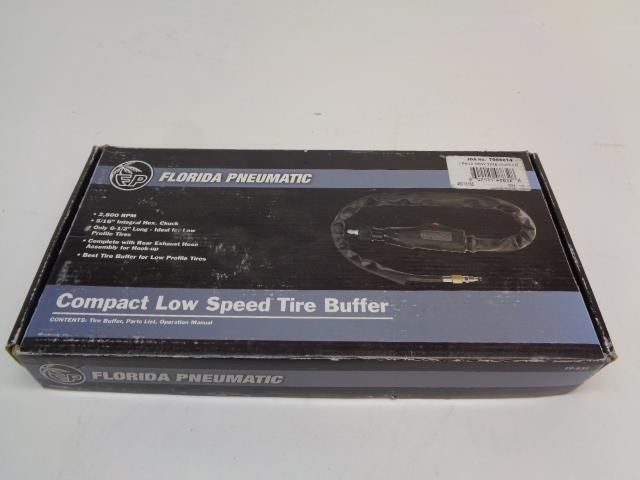 FP
FLORIDA PNEUMATIC
• 2,800 RPM
• 5/16" Integral Hex. Chuck
• Only 6-1/2" Long - Ideal for Low
Profile Tires
• Complete with Rear Exhaust Hose
Assembly for Hook-up
• Best Tire Buffer for Low Profile Tires
Compact Low Speed Tire Buffer
CONTENTS: Tire Buffer, Parts List, Operation Manual
FP
FLORIDA PNEUMATIC